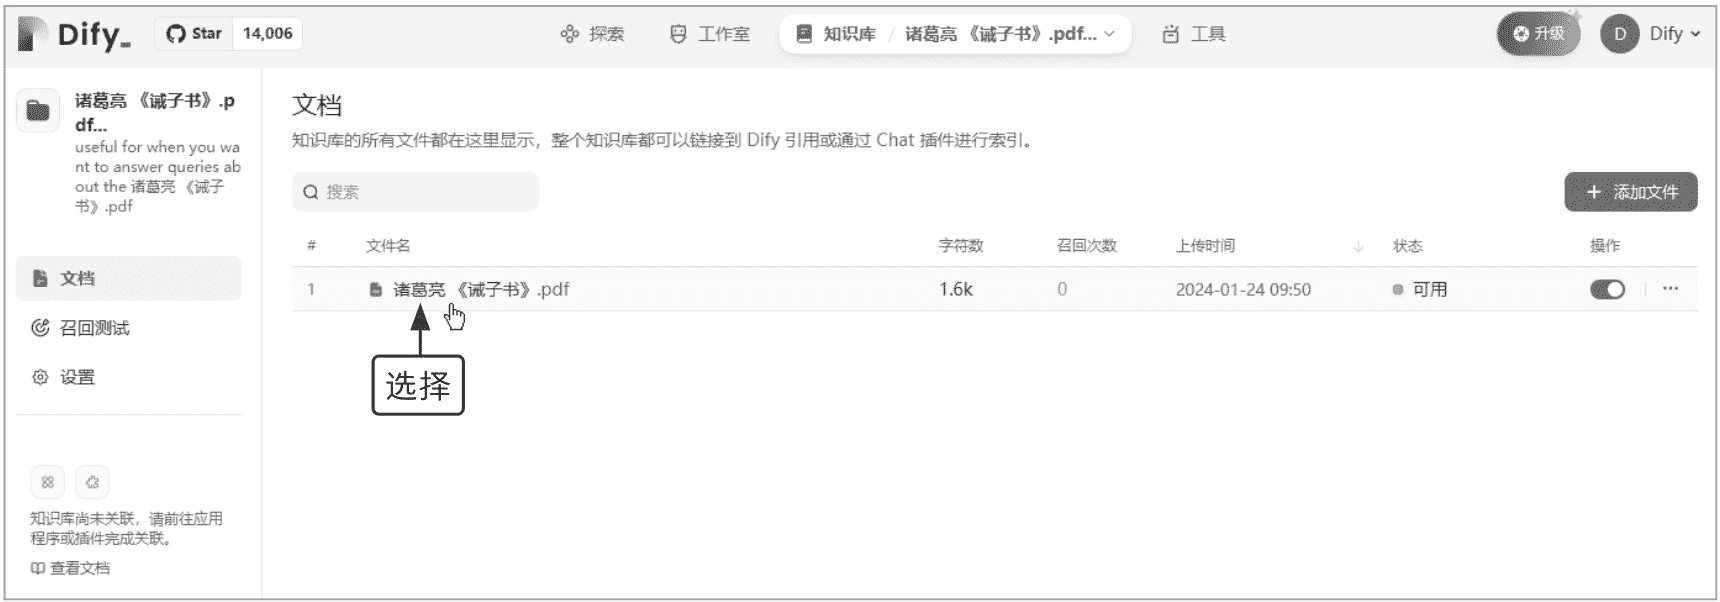 Dify_ Star 14,006 探索 工作室 知识库 / 诸葛亮 《诫子书》.pdf... 工具 升级 D Dify
诸葛亮 《诫子书》.p
df...
useful for when you wa
nt to answer queries ab
out the 诸葛亮 《诫子
书》.pdf
文档
召回测试
设置
知识库尚未关联，请前往应用
程序或插件完成关联。
查看文档
文档
知识库的所有文件都在这里显示，整个知识库都可以链接到 Dify 引用或通过 Chat 插件进行索引。
搜索
+ 添加文件
# 文件名 字符数 召回次数 上传时间 ↓ 状态 操作
1 诸葛亮 《诫子书》.pdf 1.6k 0 2024-01-24 09:50 可用 ...
选择